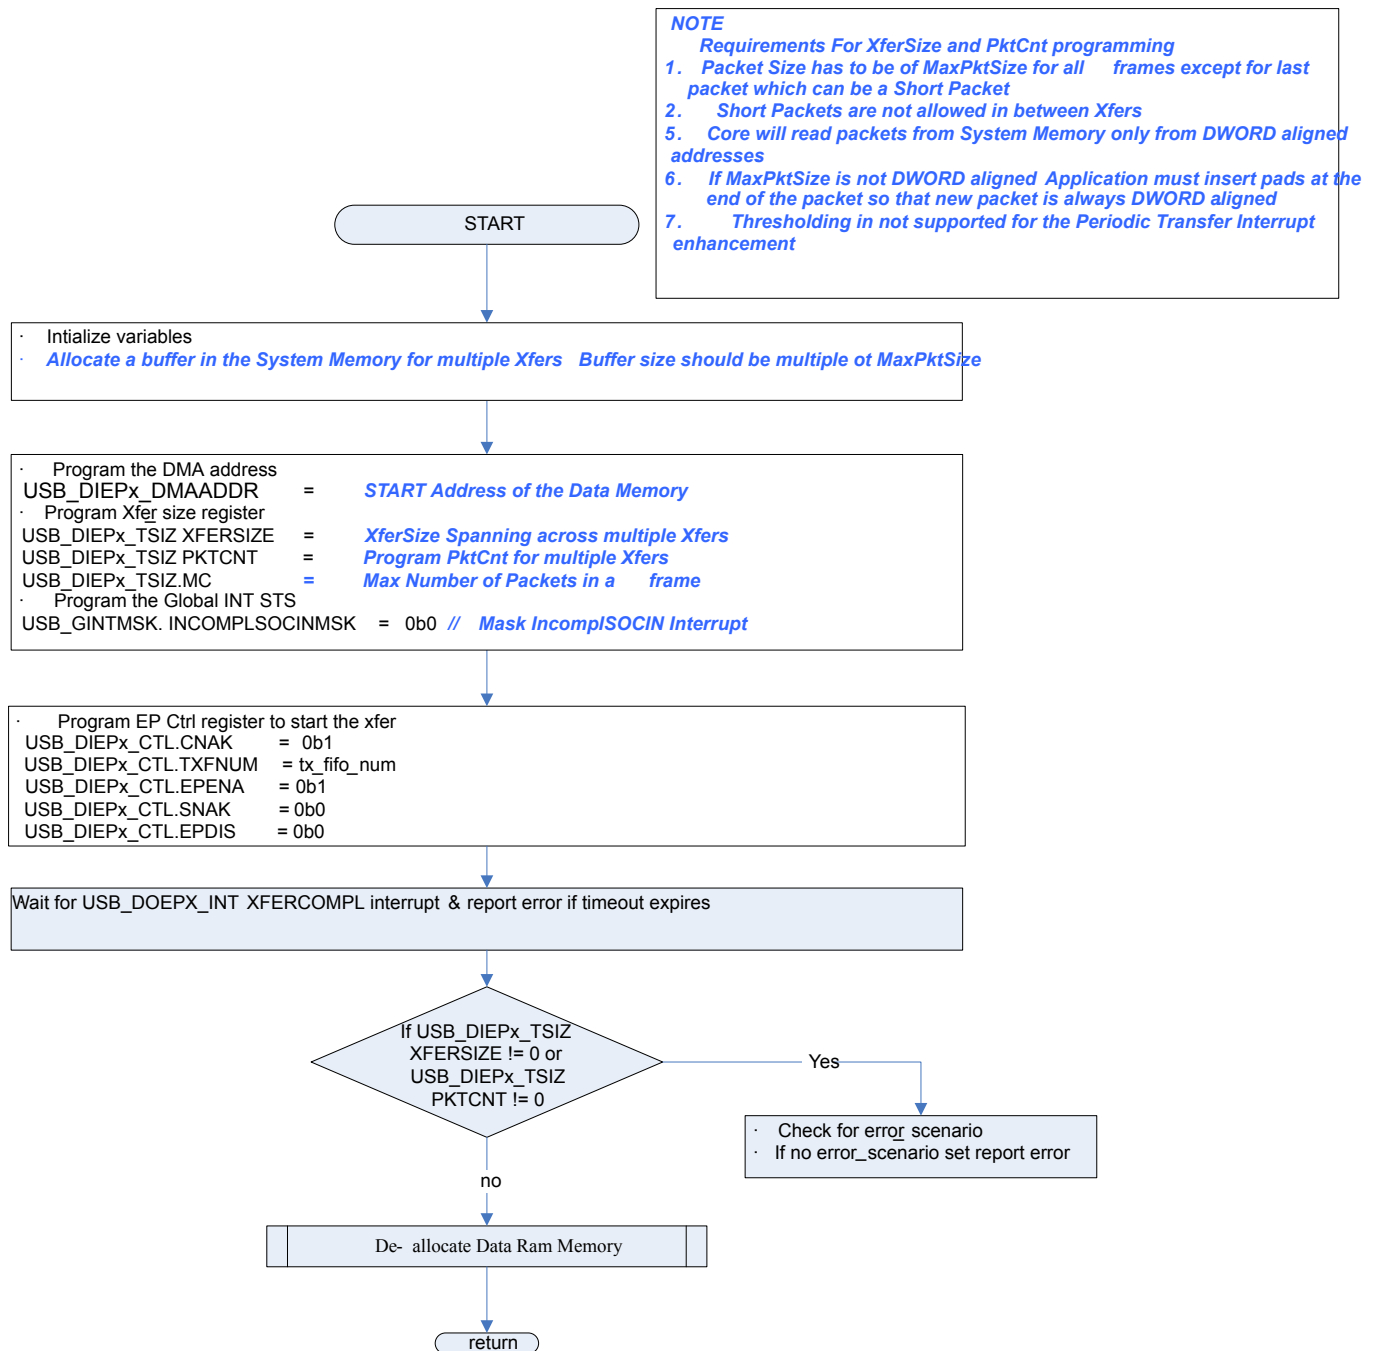 NOTE
Requirements For XferSize and PktCnt programming
1. Packet Size has to be of MaxPktSize for all frames except for last
packet which can be a Short Packet
2. Short Packets are not allowed in between Xfers
5. Core will read packets from System Memory only from DWORD aligned
addresses
6. If MaxPktSize is not DWORD aligned Application must insert pads at the
end of the packet so that new packet is always DWORD aligned
7. Thresholding in not supported for the Periodic Transfer Interrupt
enhancement
START
· Intialize variables
· Allocate a buffer in the System Memory for multiple Xfers Buffer size should be multiple ot MaxPktSize
· Program the DMA address
USB_DIEPx_DMAADDR = START Address of the Data Memory
· Program Xfer size register
USB_DIEPx_TSIZ XFERSIZE = XferSize Spanning across multiple Xfers
USB_DIEPx_TSIZ PKTCNT = Program PktCnt for multiple Xfers
USB_DIEPx_TSIZ.MC = Max Number of Packets in a frame
· Program the Global INT STS
USB_GINTMSK. INCOMPLSOCINMSK = 0b0 // Mask IncomplSOCIN Interrupt
· Program EP Ctrl register to start the xfer
USB_DIEPx_CTL.CNAK = 0b1
USB_DIEPx_CTL.TXFNUM = tx_fifo_num
USB_DIEPx_CTL.EPENA = 0b1
USB_DIEPx_CTL.SNAK = 0b0
USB_DIEPx_CTL.EPDIS = 0b0
Wait for USB_DOEPX_INT XFERCOMPL interrupt & report error if timeout expires
If USB_DIEPx_TSIZ
XFERSIZE != 0 or
USB_DIEPx_TSIZ
PKTCNT != 0
Yes
· Check for error scenario
· If no error_scenario set report error
no
De- allocate Data Ram Memory
return